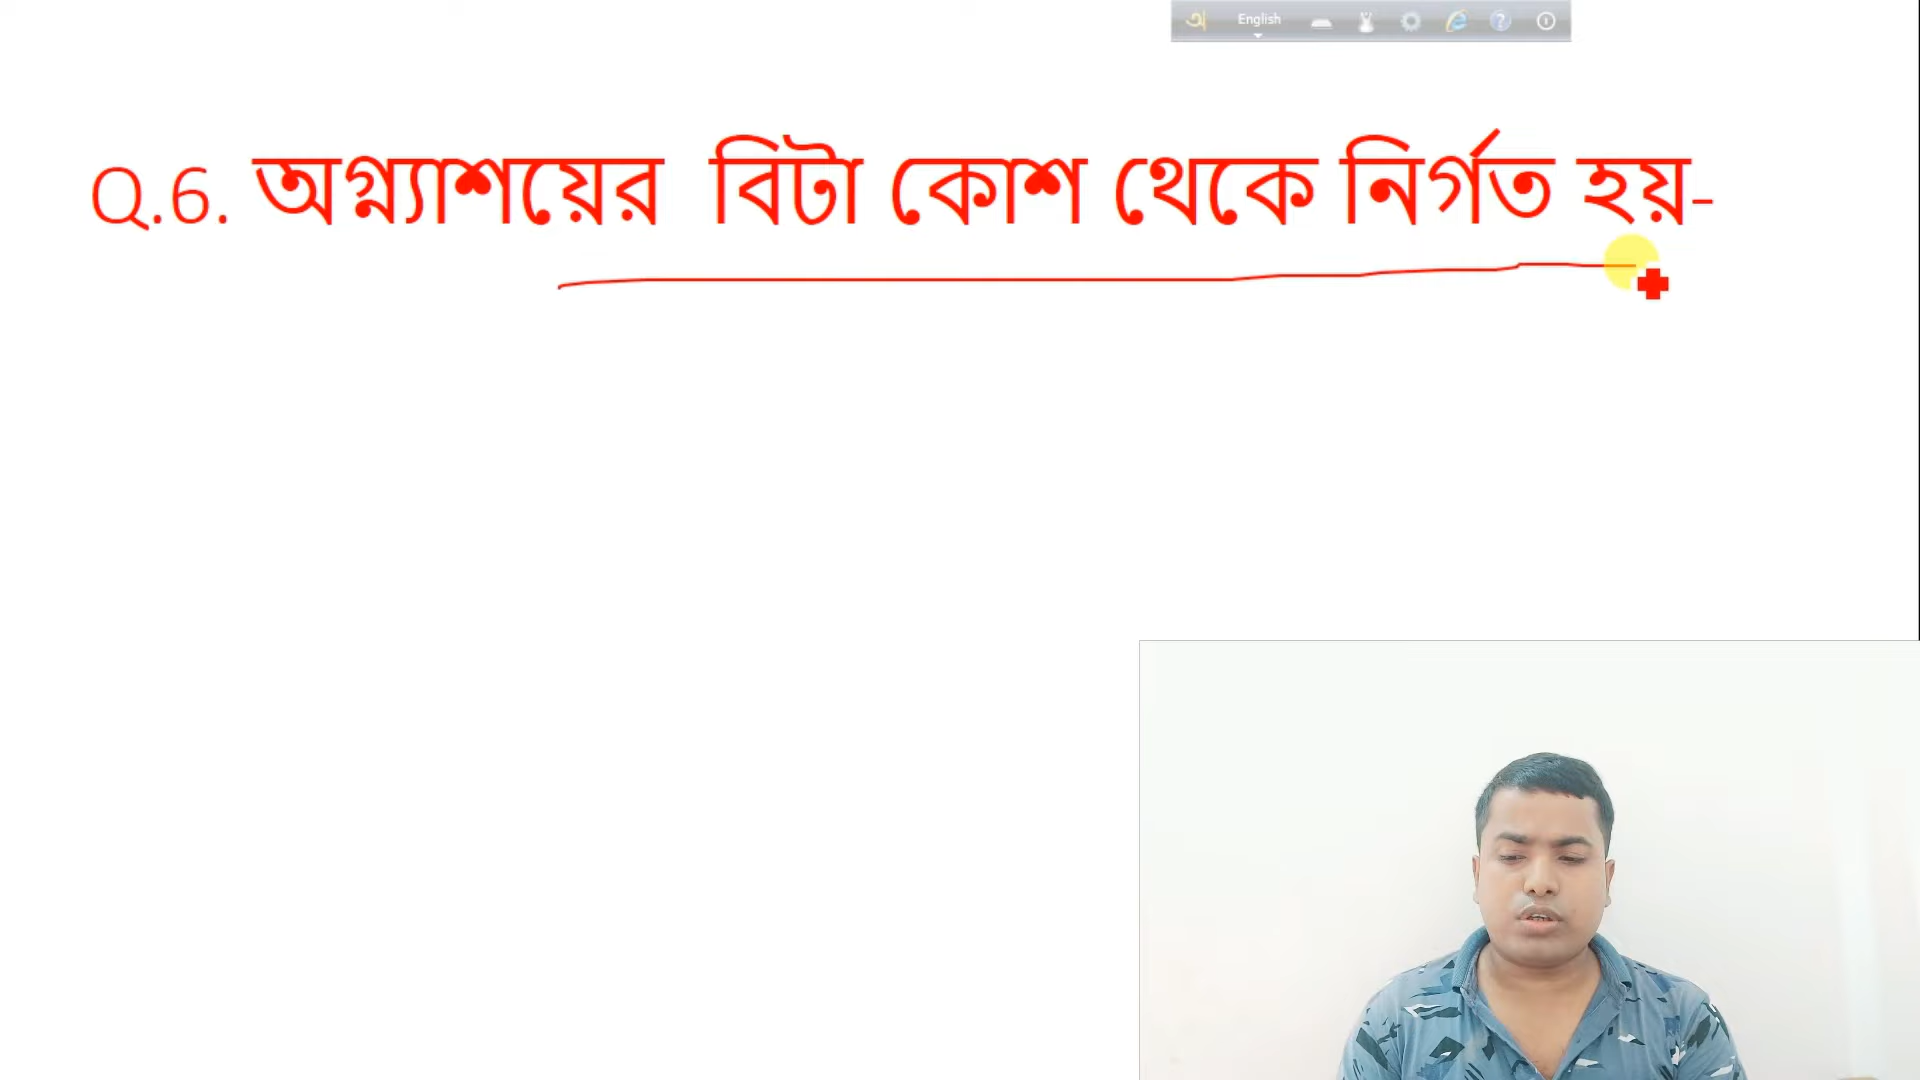 English
Q.6. অগ্ন্যাশয়ের বিটা কোশ থেকে নির্গত হয়-